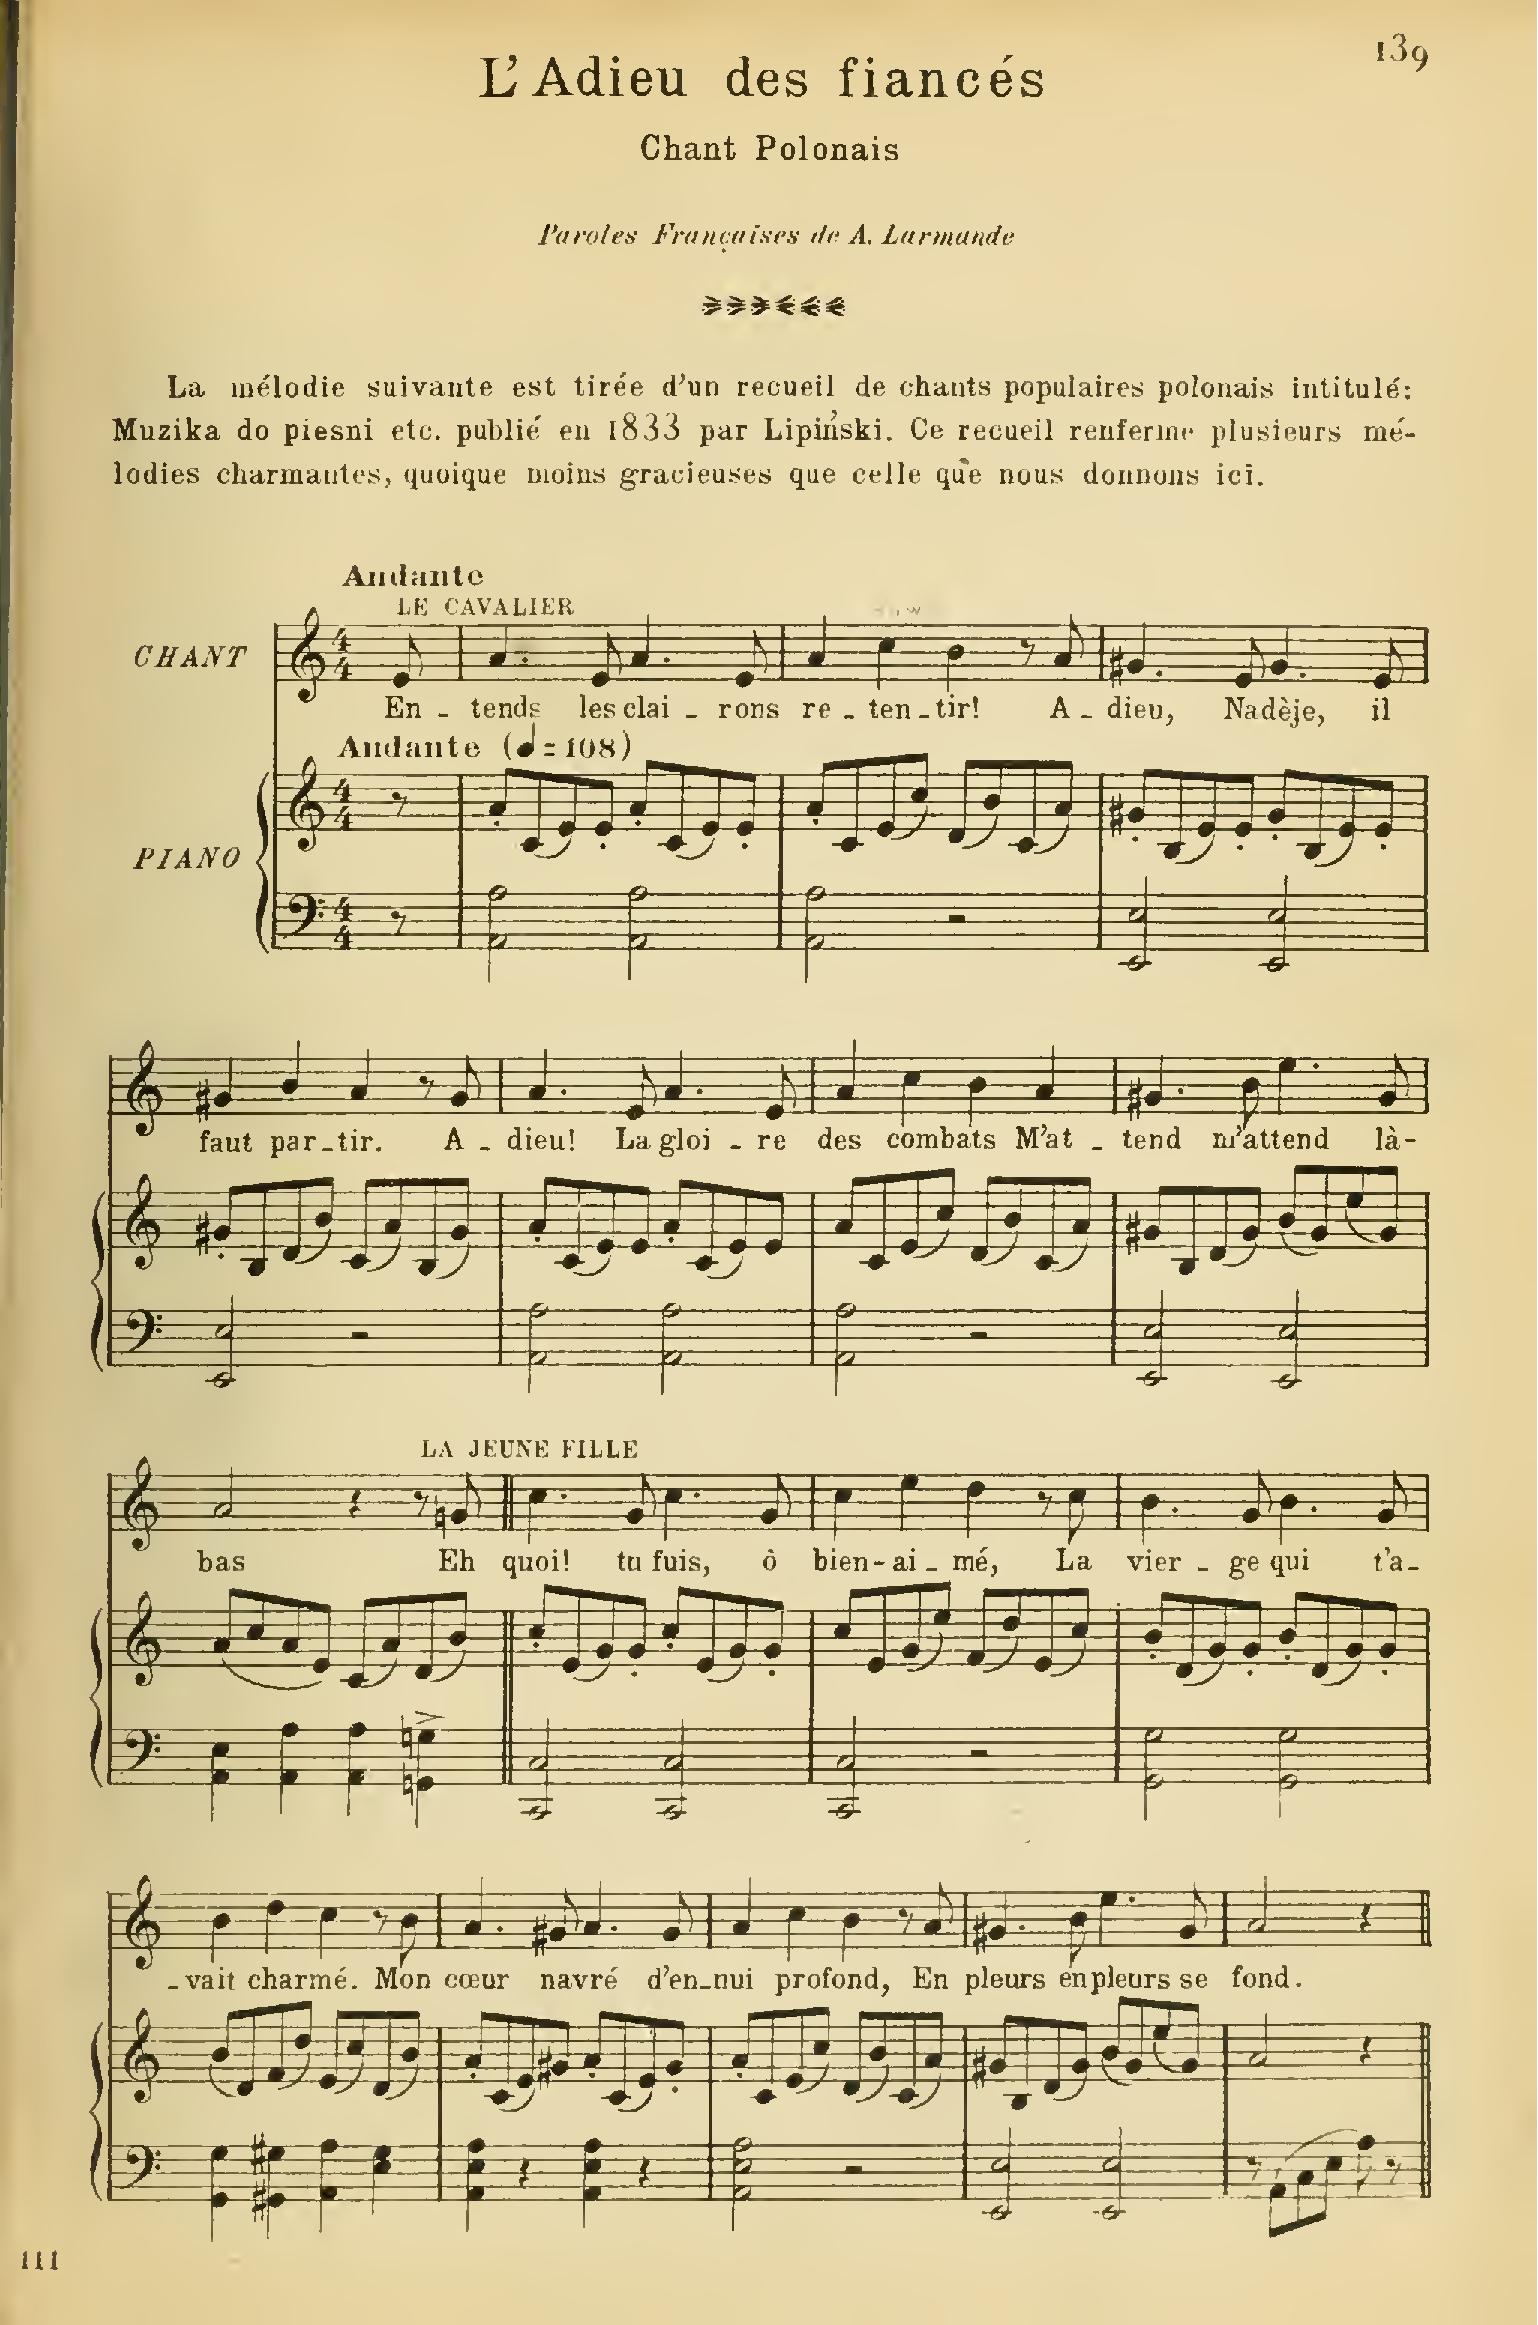 139
L'Adieu des fiancés
Chant Polonais
Paroles Françaises de A. Larmande
La mélodie suivante est tirée d'un recueil de chants populaires polonais intitulé:
Muzika do piesni etc. publié en 1833 par Lipiński. Ce recueil renferme plusieurs mé-
lodies charmantes, quoique moins gracieuses que celle que nous donnons ici.
Andante
LE CAVALIER
CHANT
En - tends les clai - rons re - ten - tir! A - dieu, Nadèje, il
Andante (♩ = 108)
PIANO
faut par - tir. A - dieu! La gloi - re des combats M'at - tend m'attend là-
LA JEUNE FILLE
bas Eh quoi! tu fuis, ô bien - ai - mé, La vier - ge qui t'a -
- vait charmé. Mon cœur navré d'en - nui profond, En pleurs en pleurs se fond.
111